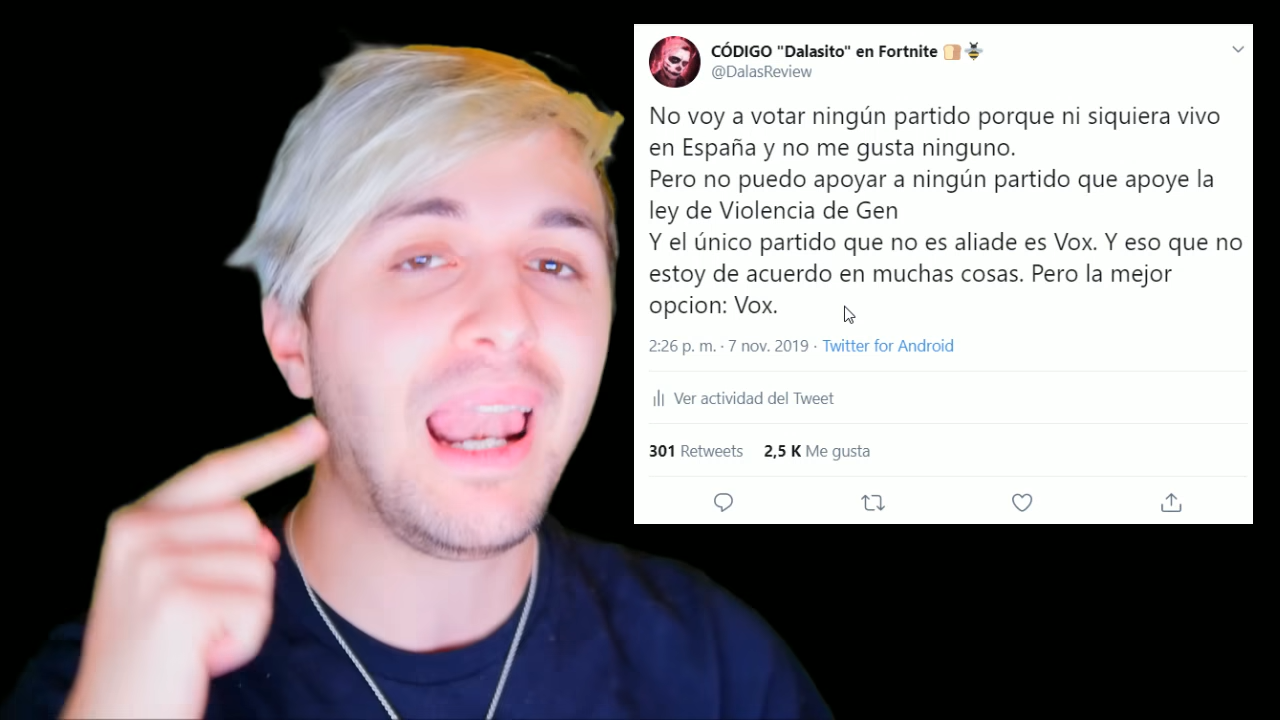 CÓDIGO "Dalasito" en Fortnite 🍞 🐝
@DalasReview
No voy a votar ningún partido porque ni siquiera vivo
en España y no me gusta ninguno.
Pero no puedo apoyar a ningún partido que apoye la
ley de Violencia de Gen
Y el único partido que no es aliade es Vox. Y eso que no
estoy de acuerdo en muchas cosas. Pero la mejor
opcion: Vox.
2:26 p. m. · 7 nov. 2019 · Twitter for Android
Ver actividad del Tweet
301 Retweets 2,5 K Me gusta